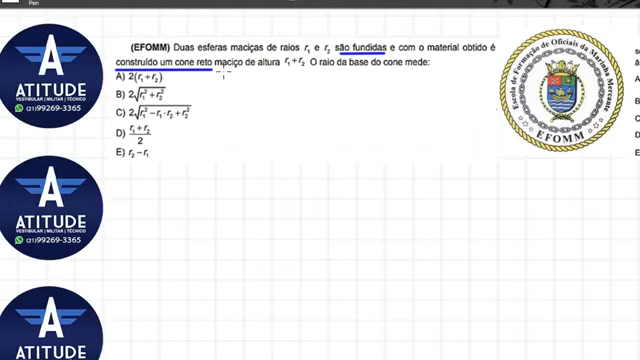 Pen
(EFOMM) Duas esferas maciças de raios r₁ e r₂ são fundidas e com o material obtido é
construído um cone reto maciço de altura r₁+r₂ O raio da base do cone mede:
A) 2(r₁+r₂)
B) 2√(r₁²+r₂²)
C) 2√(r₁²−r₁·r₂+r₂²)
D) (r₁+r₂)/2
E) r₂−r₁
A
ATITUDE
VESTIBULAR | MILITAR | TÉCNICO
(21)99269-3365
A
ATITUDE
VESTIBULAR | MILITAR | TÉCNICO
(21)99269-3365
A
ATITUDE
Escola de Formação de Oficiais da Marinha Mercante
EFOMM
B
C
D
E